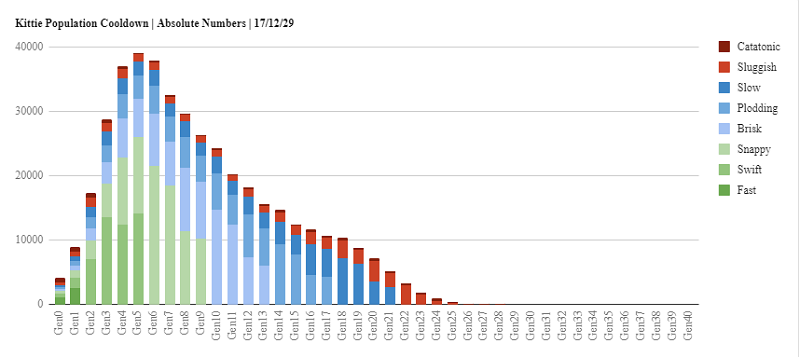 Kittie Population Cooldown | Absolute Numbers | 17/12/29
40000
30000
20000
10000
0
Catatonic
Sluggish
Slow
Plodding
Brisk
Snappy
Swift
Fast
Gen0
Gen1
Gen2
Gen3
Gen4
Gen5
Gen6
Gen7
Gen8
Gen9
Gen10
Gen11
Gen12
Gen13
Gen14
Gen15
Gen16
Gen17
Gen18
Gen19
Gen20
Gen21
Gen22
Gen23
Gen24
Gen25
Gen26
Gen27
Gen28
Gen29
Gen30
Gen31
Gen32
Gen33
Gen34
Gen35
Gen36
Gen37
Gen38
Gen39
Gen40